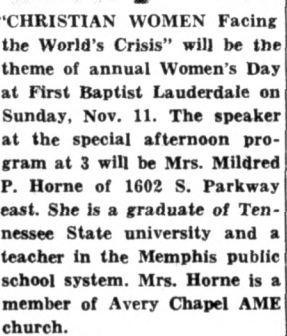 "CHRISTIAN WOMEN Facing
the World's Crisis" will be the
theme of annual Women's Day
at First Baptist Lauderdale on
Sunday, Nov. 11. The speaker
at the special afternoon pro-
gram at 3 will be Mrs. Mildred
P. Horne of 1602 S. Parkway
east. She is a graduate of Ten-
nessee State university and a
teacher in the Memphis public
school system. Mrs. Horne is a
member of Avery Chapel AME
church.